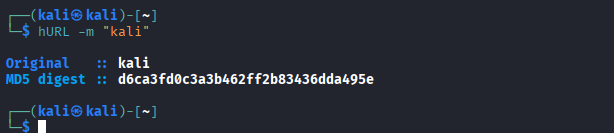 ┌──(kali㉿kali)-[~]
└─$ hURL -m "kali"
Original :: kali
MD5 digest :: d6ca3fd0c3a3b462ff2b83436dda495e
┌──(kali㉿kali)-[~]
└─$